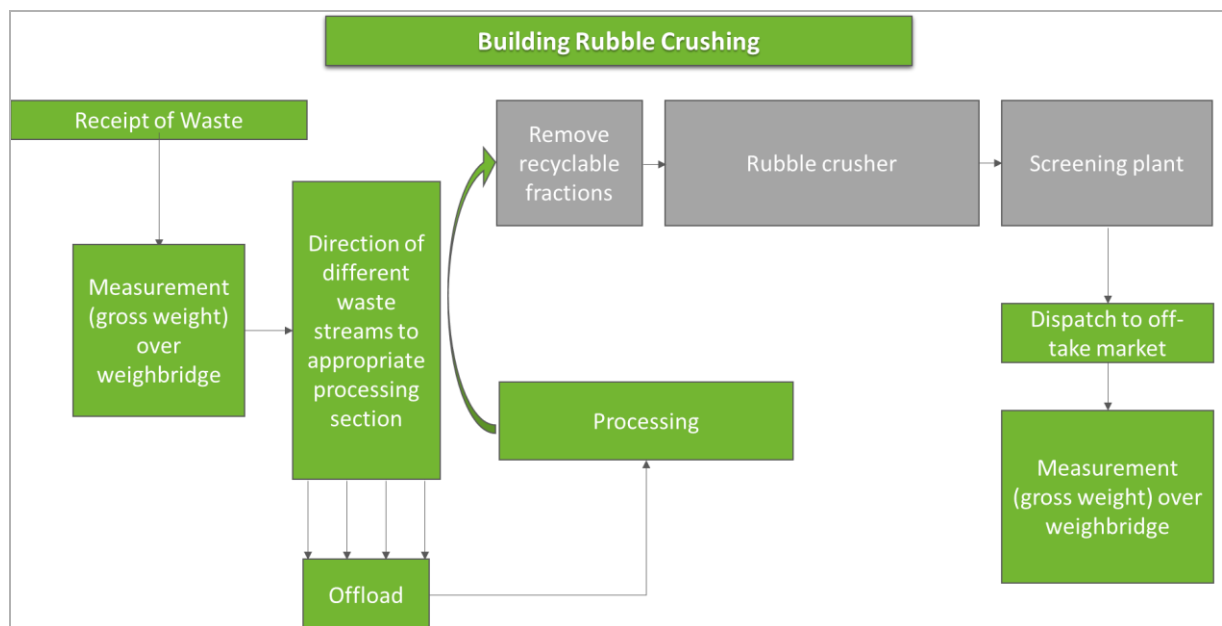 Building Rubble Crushing
Receipt of Waste
Measurement
(gross weight)
over
weighbridge
Direction of
different
waste
streams to
appropriate
processing
section
Offload
Processing
Remove
recyclable
fractions
Rubble crusher
Screening plant
Dispatch to off-
take market
Measurement
(gross weight) over
weighbridge